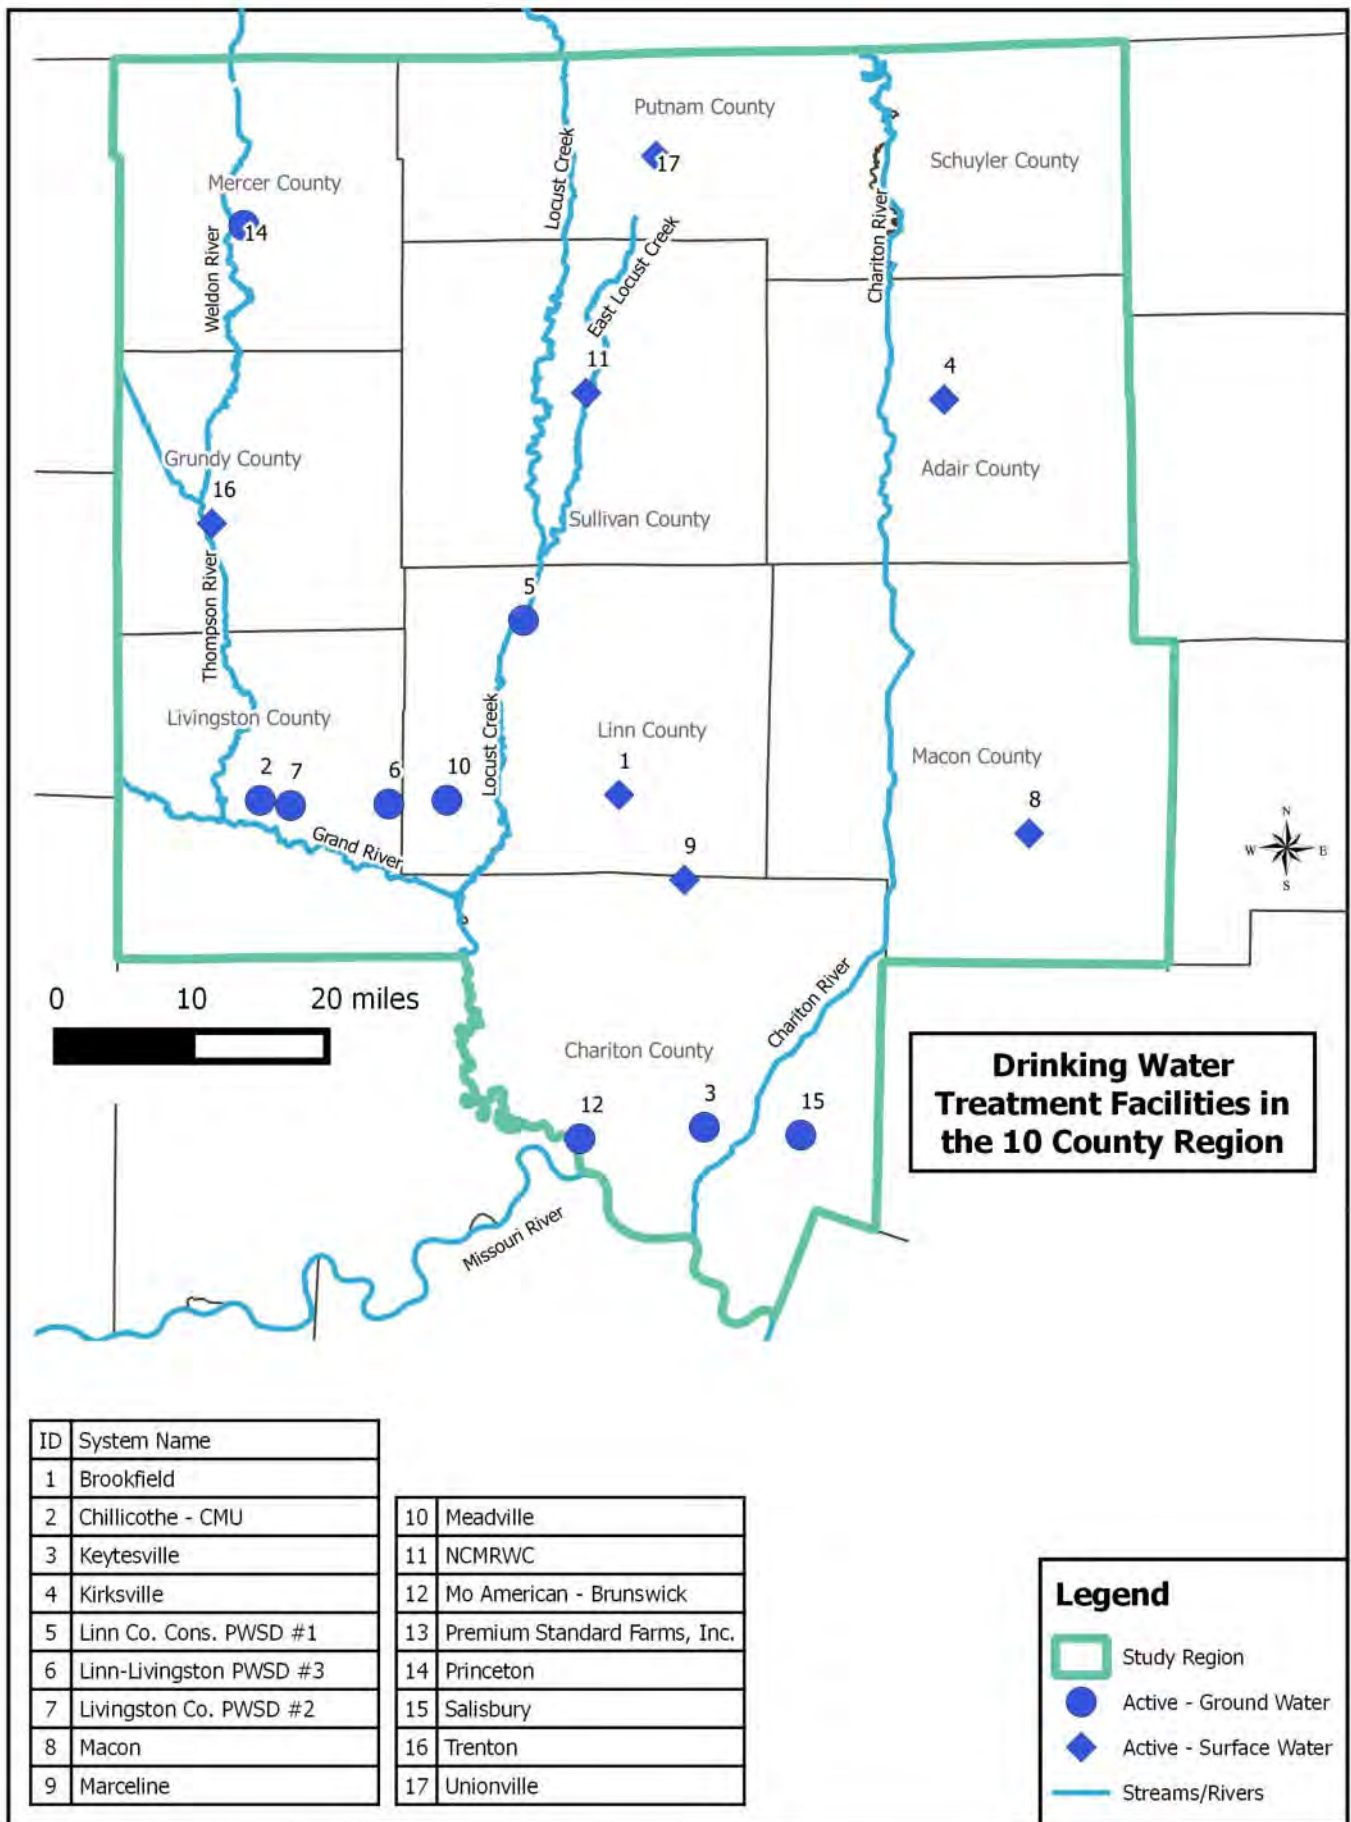 Putnam County
17
Schuyler County
Mercer County
14
Locust Creek
Chariton River
Weldon River
East Locust Creek
11
4
Grundy County
16
Adair County
Sullivan County
Thompson River
5
Livingston County
Locust Creek
Linn County
Macon County
2
7
6
10
1
8
Grand River
9
N
W
E
S
0 10 20 miles
Chariton River
Chariton County
Drinking Water
Treatment Facilities in
the 10 County Region
12
3
15
Missouri River
ID System Name
1 Brookfield
2 Chillicothe - CMU
3 Keytesville
4 Kirksville
5 Linn Co. Cons. PWSD #1
6 Linn-Livingston PWSD #3
7 Livingston Co. PWSD #2
8 Macon
9 Marceline
10 Meadville
11 NCMRWC
12 Mo American - Brunswick
13 Premium Standard Farms, Inc.
14 Princeton
15 Salisbury
16 Trenton
17 Unionville
Legend
Study Region
Active - Ground Water
Active - Surface Water
Streams/Rivers